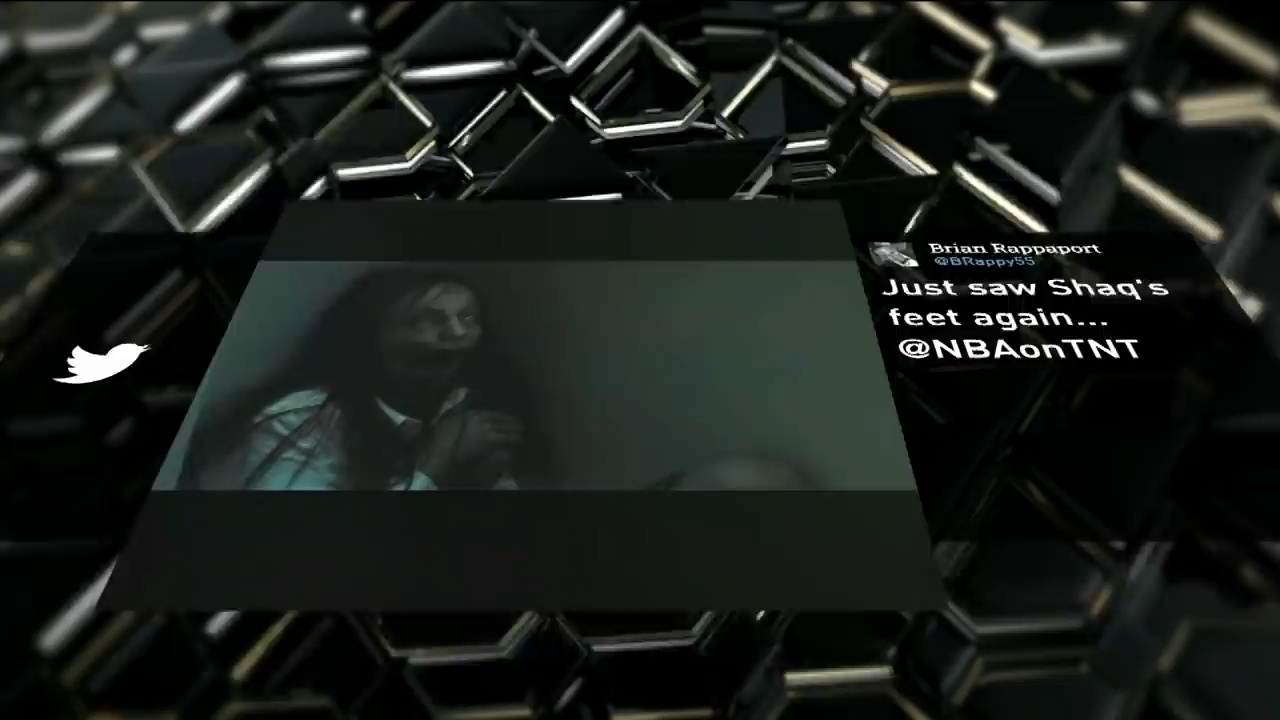 Brian Rappaport
@BRappy55
Just saw Shaq's
feet again...
@NBAonTNT